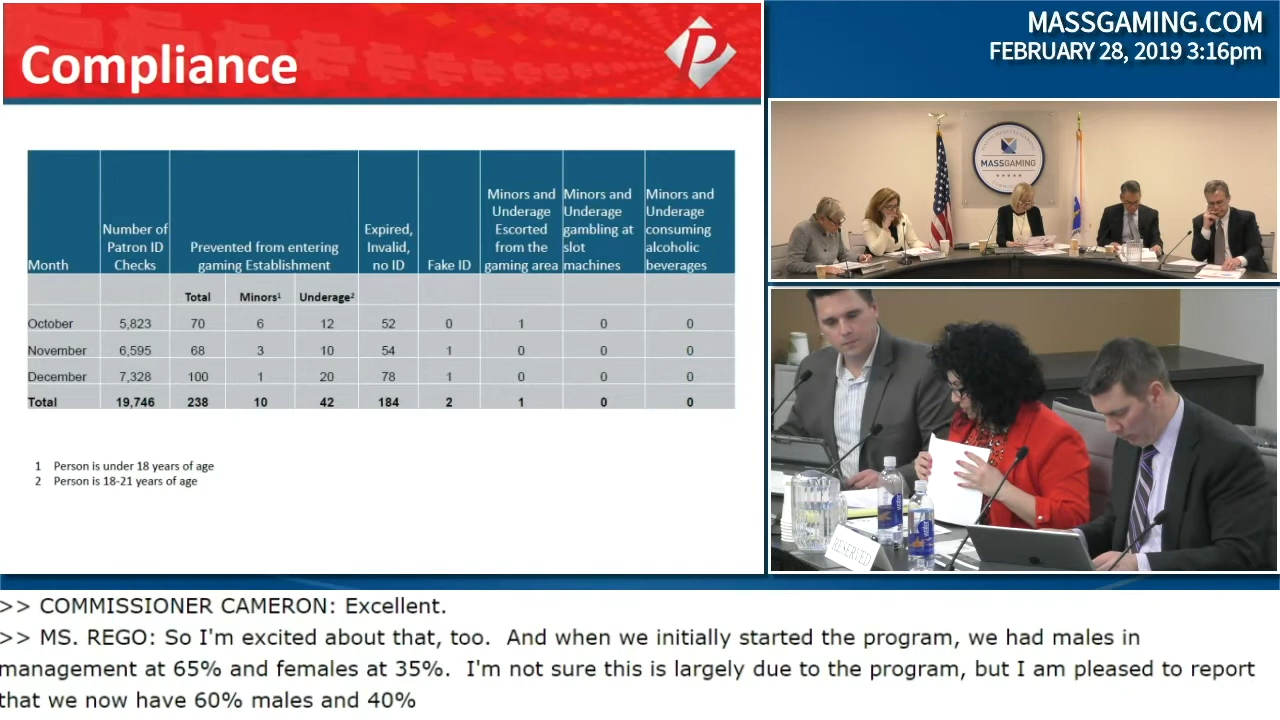 Compliance
MASSGAMING.COM
FEBRUARY 28, 2019 3:16pm
Month
Number of Patron ID Checks
Prevented from entering gaming Establishment
Expired, Invalid, no ID
Fake ID
Minors and Underage Escorted from the gaming area
Minors and Underage gambling at slot machines
Minors and Underage consuming alcoholic beverages
Total Minors¹ Underage²
October 5,823 70 6 12 52 0 1 0 0
November 6,595 68 3 10 54 1 0 0 0
December 7,328 100 1 20 78 1 0 0 0
Total 19,746 238 10 42 184 2 1 0 0
1 Person is under 18 years of age
2 Person is 18-21 years of age
MASSGAMING
RESERVED
>> COMMISSIONER CAMERON: Excellent.
>> MS. REGO: So I'm excited about that, too. And when we initially started the program, we had males in
management at 65% and females at 35%. I'm not sure this is largely due to the program, but I am pleased to report
that we now have 60% males and 40%